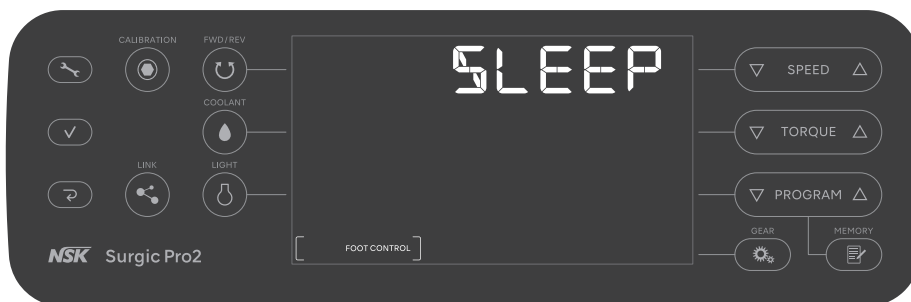 CALIBRATION
FWD/REV
SLEEP
SPEED
COOLANT
TORQUE
LINK
LIGHT
PROGRAM
GEAR
MEMORY
FOOT CONTROL
NSK Surgic Pro2